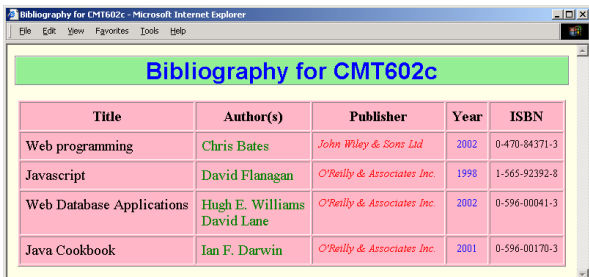 Bibliography for CMT602c - Microsoft Internet Explorer
File Edit View Favorites Tools Help
Bibliography for CMT602c
Title Author(s) Publisher Year ISBN
Web programming Chris Bates John Wiley & Sons Ltd 2002 0-470-84371-3
Javascript David Flanagan O'Reilly & Associates Inc. 1998 1-565-92392-8
Web Database Applications Hugh E. Williams O'Reilly & Associates Inc. 2002 0-596-00041-3
David Lane
Java Cookbook Ian F. Darwin O'Reilly & Associates Inc. 2001 0-596-00170-3